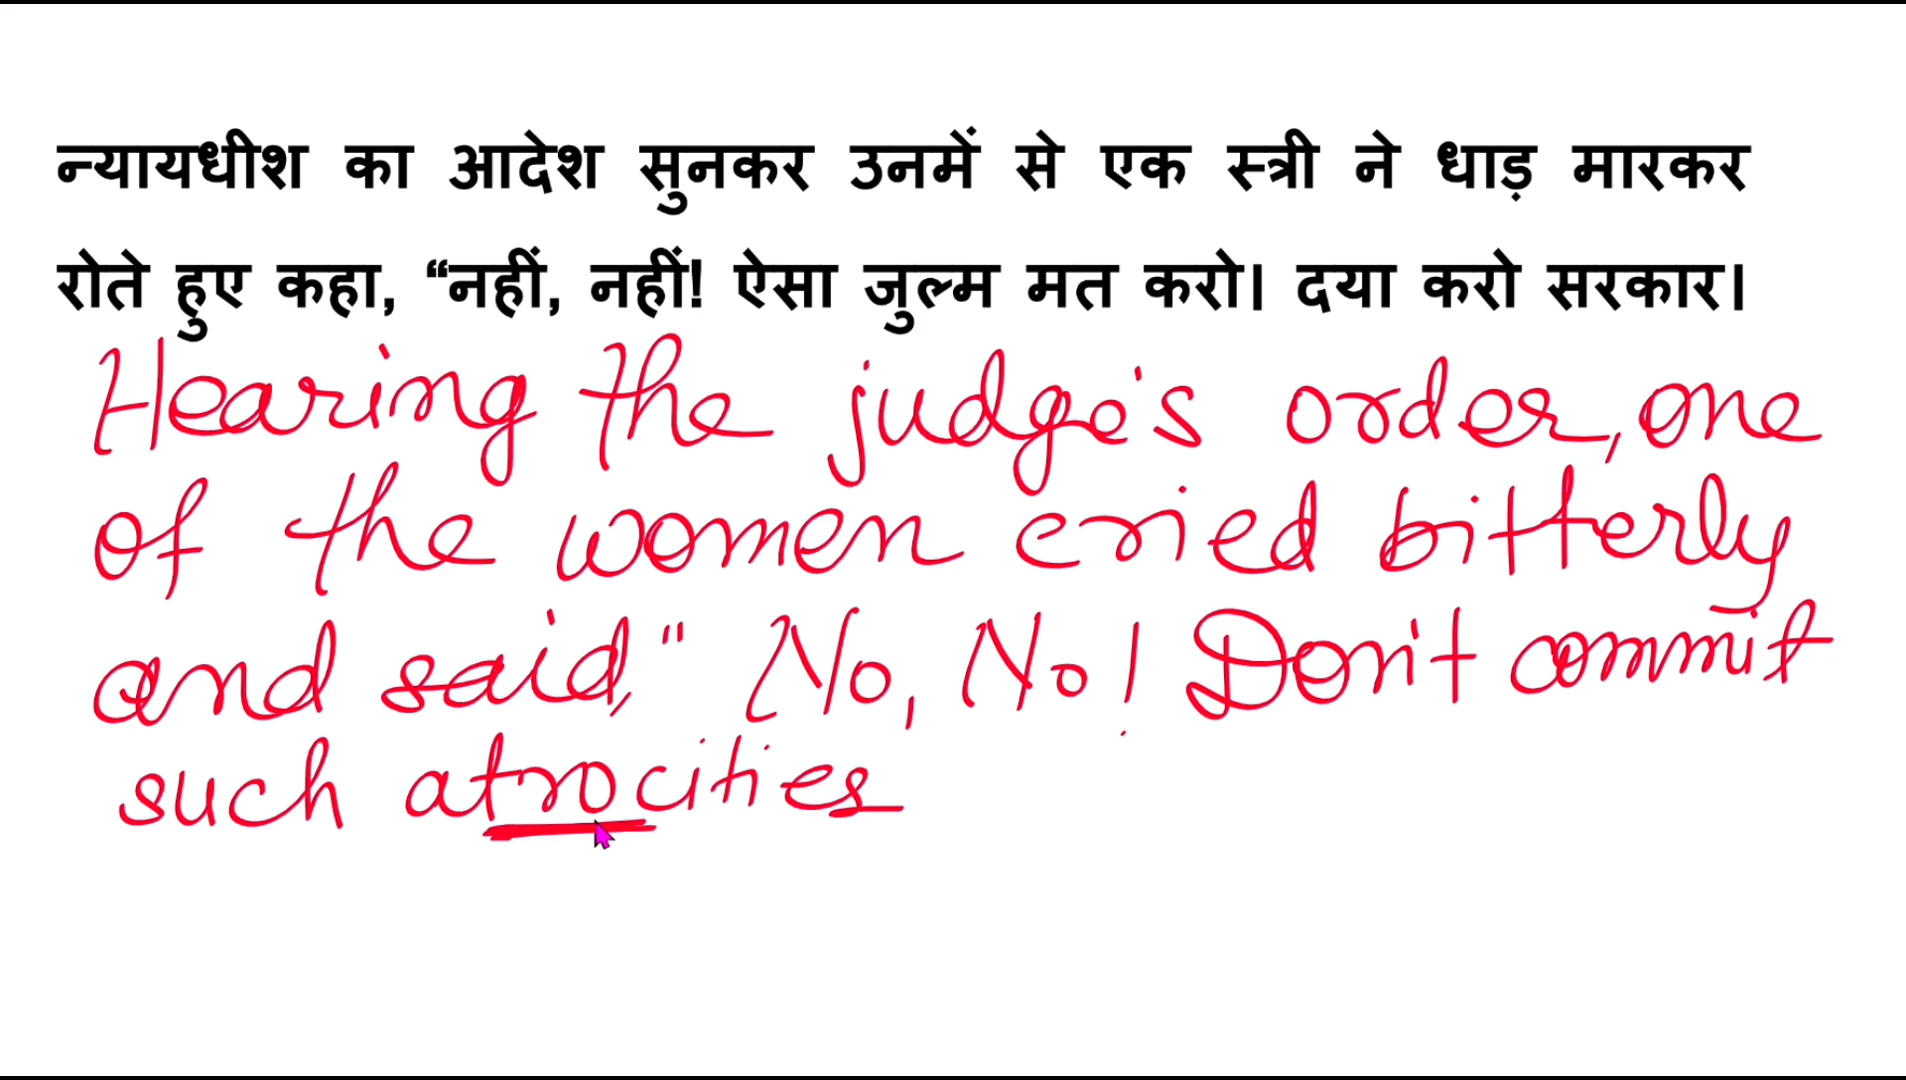 न्यायधीश का आदेश सुनकर उनमें से एक स्त्री ने धाड़ मारकर
रोते हुए कहा, “नहीं, नहीं! ऐसा जुल्म मत करो। दया करो सरकार।
Hearing the judge's order, one
of the women cried bitterly
and said, " No, No! Don't commit
such atrocities